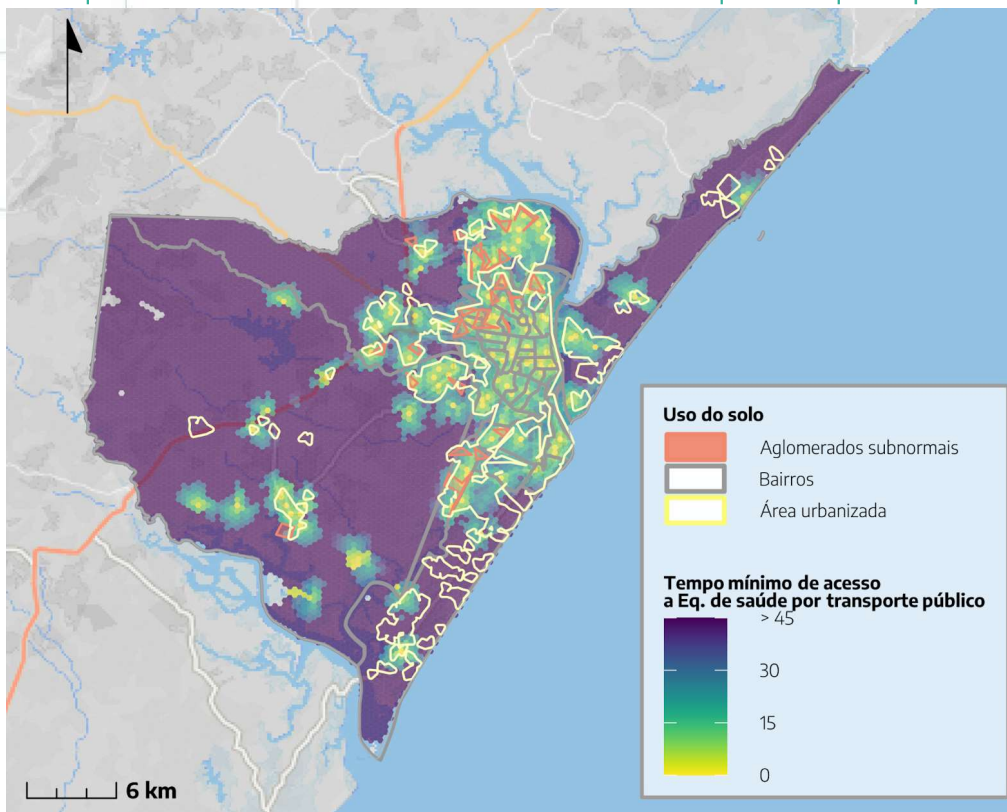 Uso do solo
Aglomerados subnormais
Bairros
Área urbanizada
Tempo mínimo de acesso
a Eq. de saúde por transporte público
> 45
30
15
0
6 km